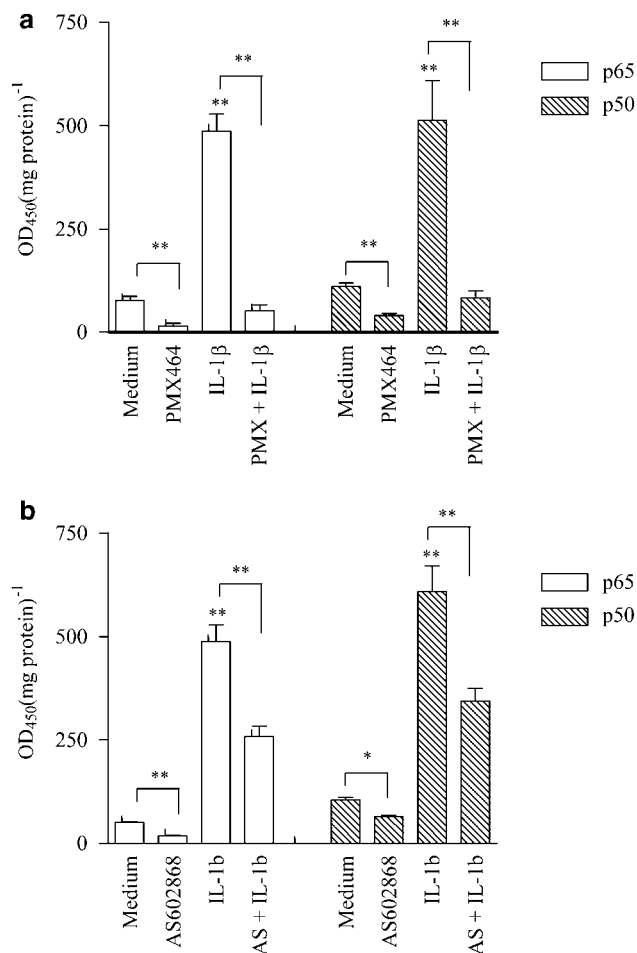 a
750
500
250
0
OD450(mg protein)-1
**
**
**
**
**
**
p65
p50
Medium
PMX464
IL-1β
PMX + IL-1β
Medium
PMX464
IL-1β
PMX + IL-1β
b
750
500
250
0
OD450(mg protein)-1
**
**
**
*
**
**
p65
p50
Medium
AS602868
IL-1b
AS + IL-1b
Medium
AS602868
IL-1b
AS + IL-1b